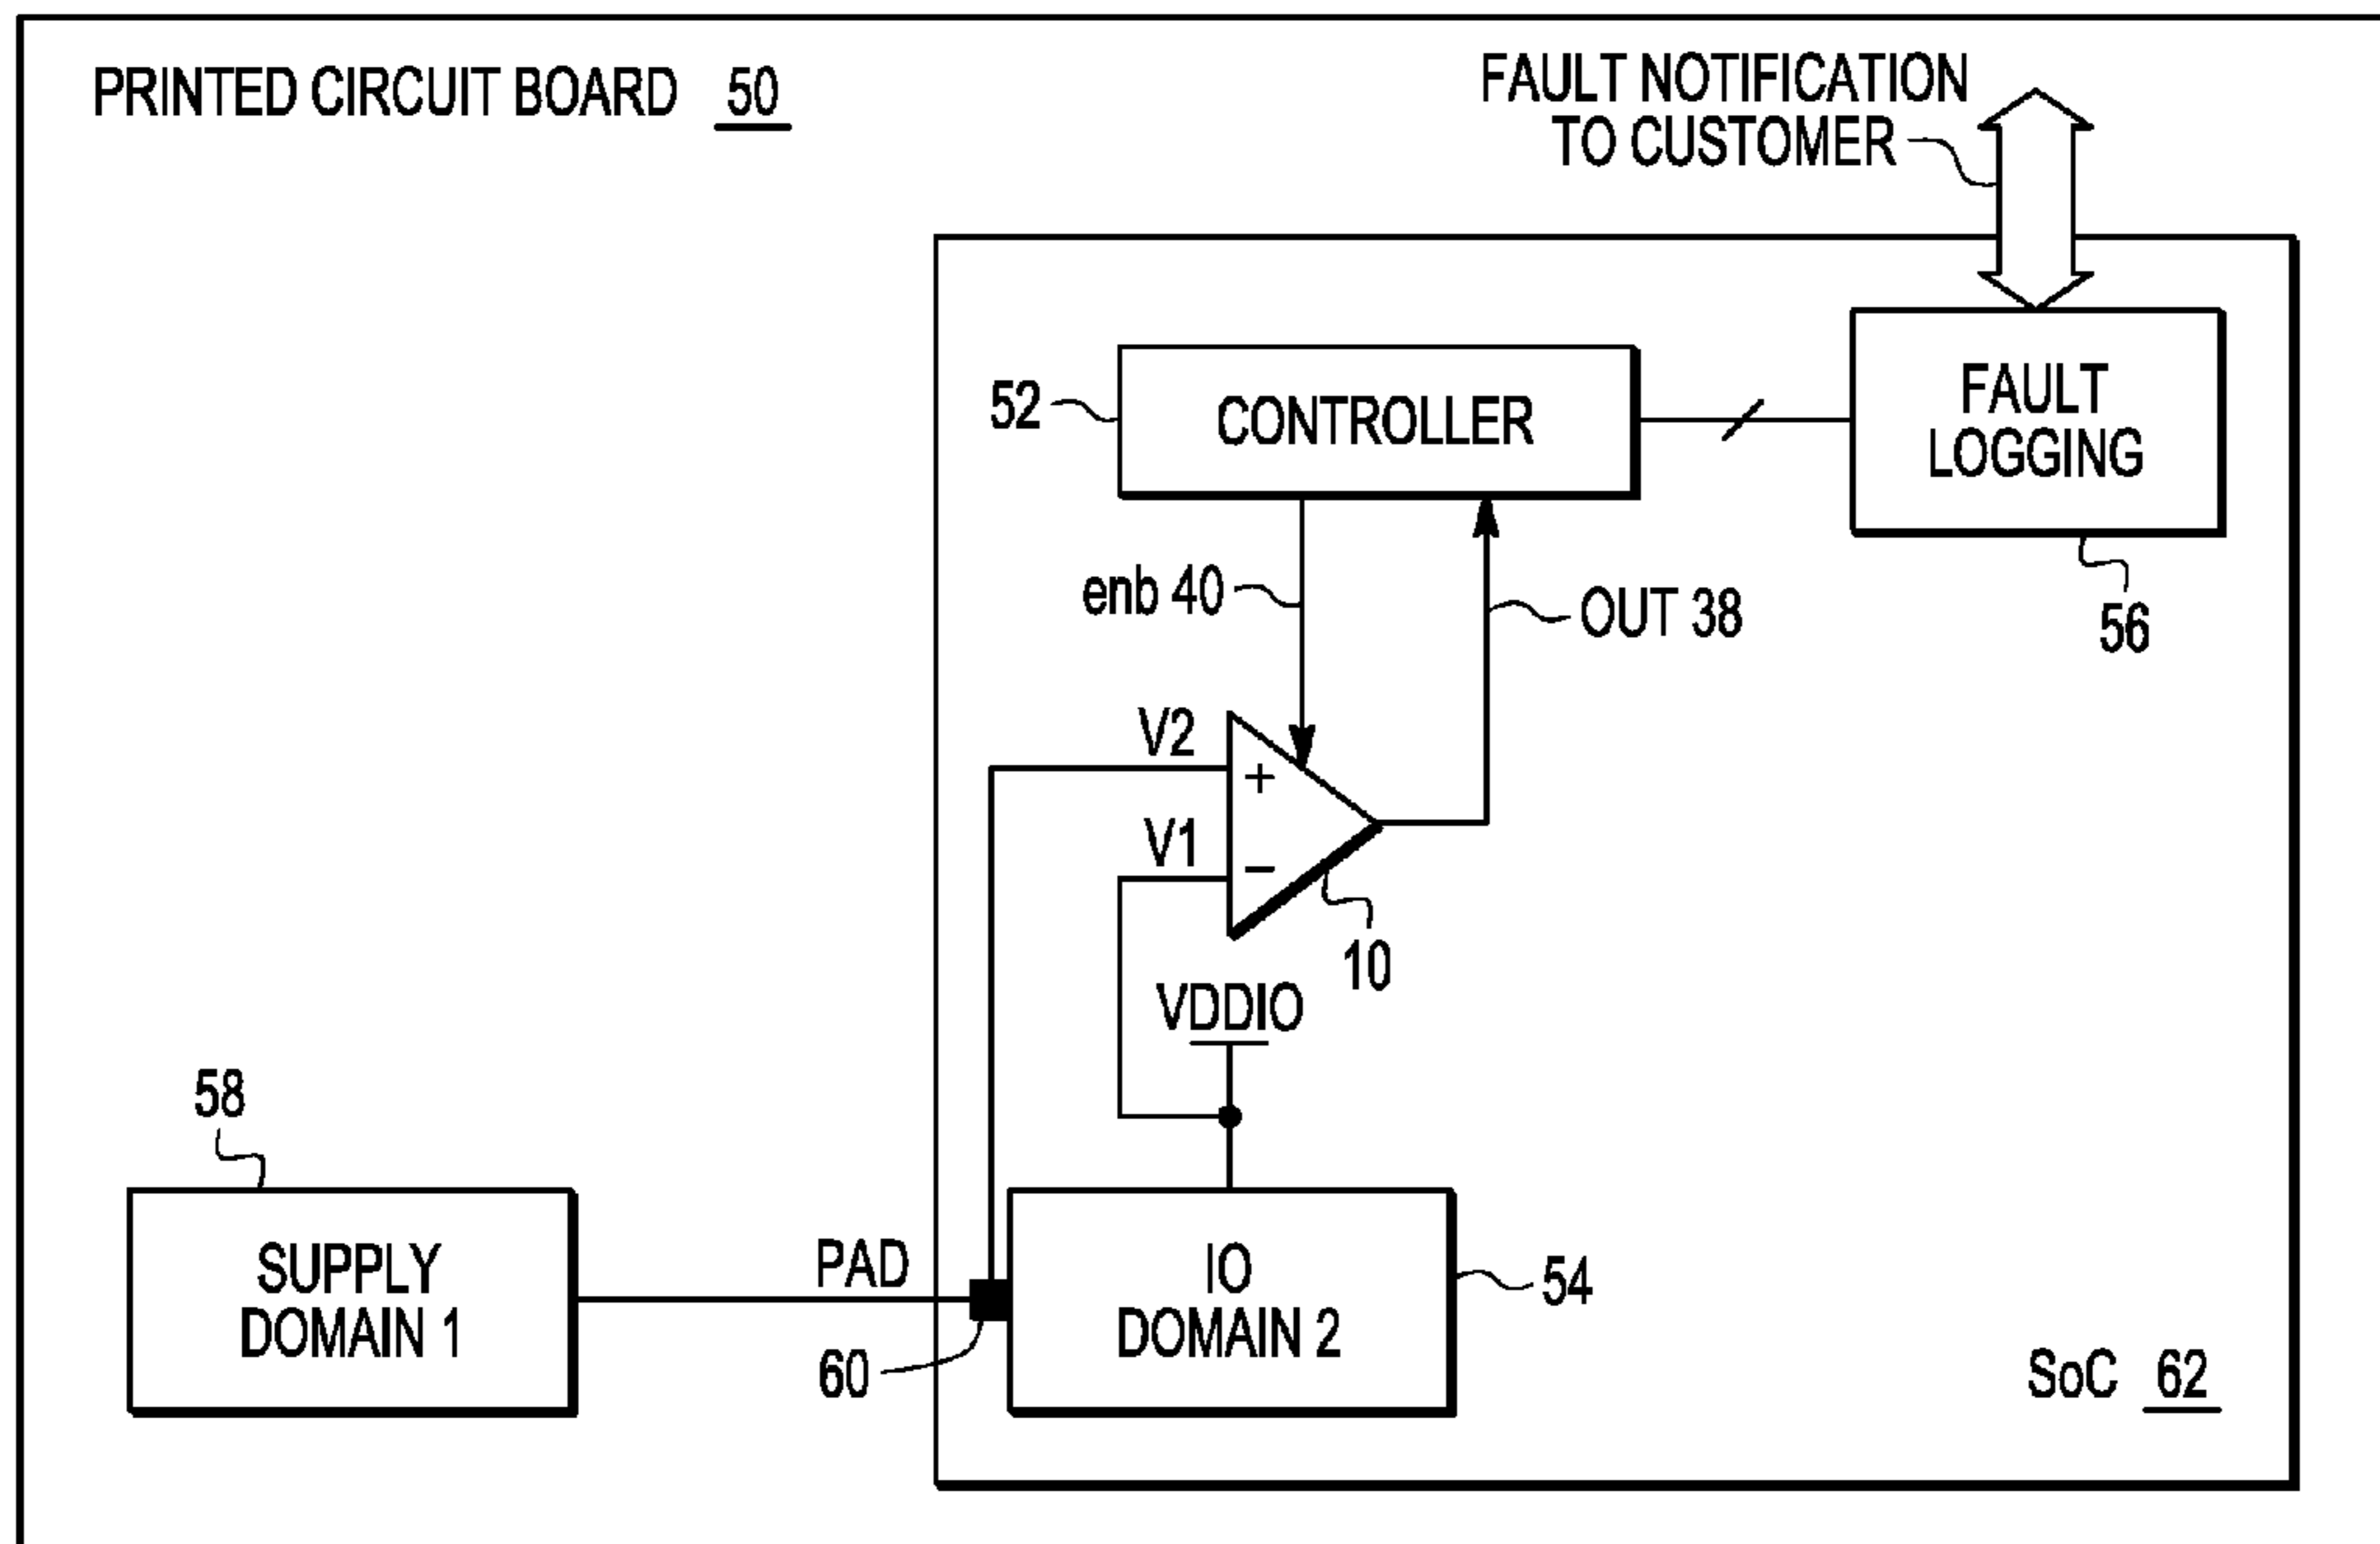 PRINTED CIRCUIT BOARD 50
FAULT NOTIFICATION
TO CUSTOMER
52
CONTROLLER
FAULT
LOGGING
enb 40
OUT 38
56
V2
+
V1
−
10
VDDIO
58
SUPPLY
DOMAIN 1
PAD
60
IO
DOMAIN 2
54
SoC 62